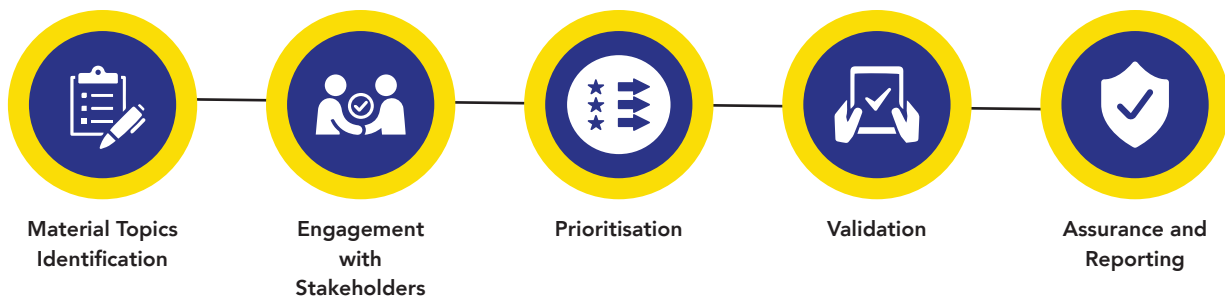 Material Topics
Identification
Engagement
with
Stakeholders
Prioritisation
Validation
Assurance and
Reporting